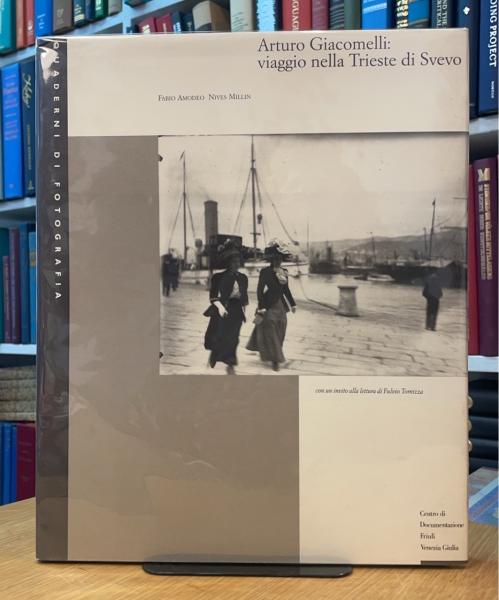 Arturo Giacomelli:
viaggio nella Trieste di Svevo
FABIO AMODEO NIVES MILLIN
QUADERNI DI FOTOGRAFIA
con un invito alla lettura di Fulvio Tomizza
Centro di
Documentazione
Friuli
Venezia Giulia